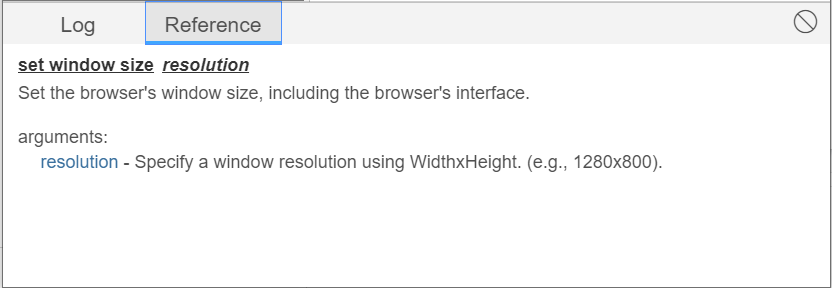 Log Reference
set window size resolution
Set the browser's window size, including the browser's interface.
arguments:
resolution - Specify a window resolution using WidthxHeight. (e.g., 1280x800).